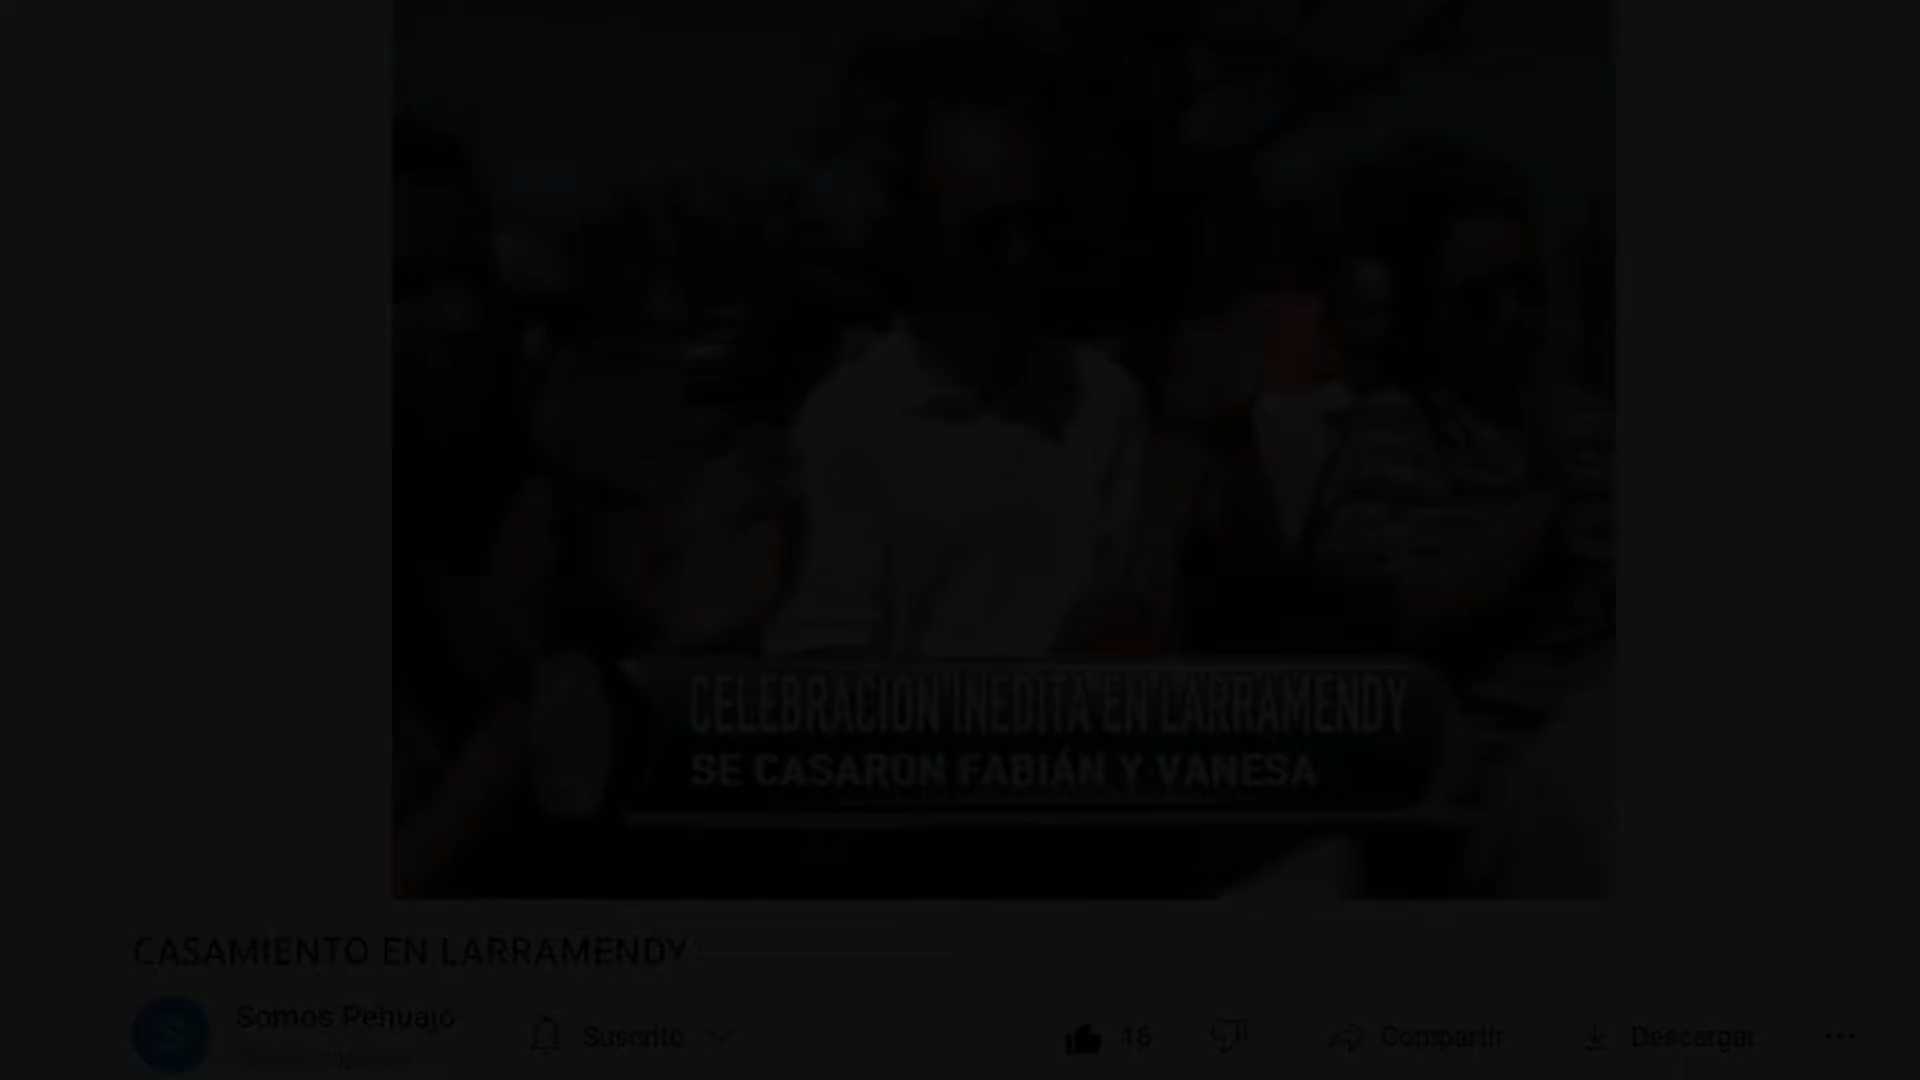 CELEBRACION INEDITA EN LARRAMENDY
SE CASARON FABIÁN Y VANESA
CASAMIENTO EN LARRAMENDY
S
Somos Pehuajo
Suscrito
16
Compartir
Descargar